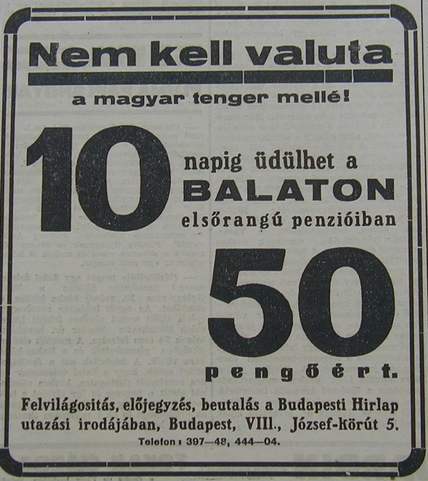 Nem kell valuta
a magyar tenger mellé!
10 napig üdülhet a
BALATON
elsőrangú penzióiban
50
pengőért.
Felvilágositás, előjegyzés, beutalás a Budapesti Hirlap
utazási irodájában, Budapest, VIII., József-körút 5.
Telefon: 397—48, 444—04.